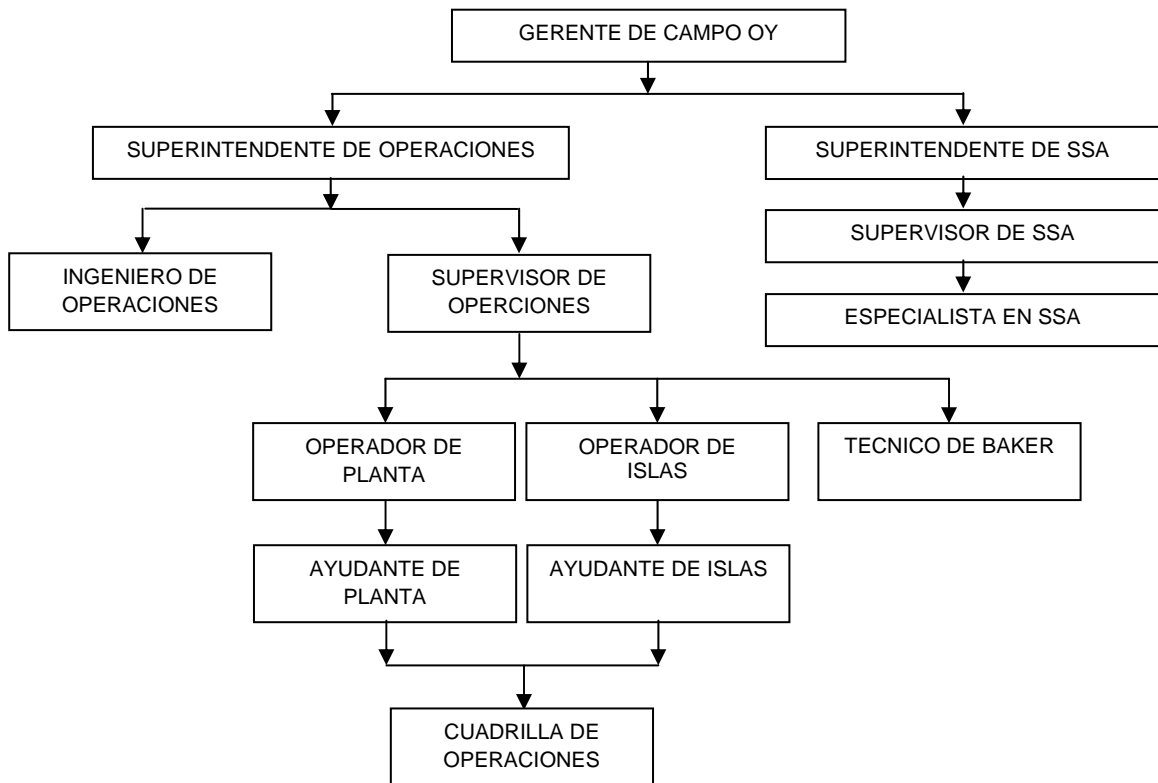 GERENTE DE CAMPO OY
SUPERINTENDENTE DE OPERACIONES
SUPERINTENDENTE DE SSA
SUPERVISOR DE SSA
INGENIERO DE
OPERACIONES
SUPERVISOR DE
OPERCIONES
ESPECIALISTA EN SSA
OPERADOR DE
PLANTA
OPERADOR DE
ISLAS
TECNICO DE BAKER
AYUDANTE DE
PLANTA
AYUDANTE DE ISLAS
CUADRILLA DE
OPERACIONES